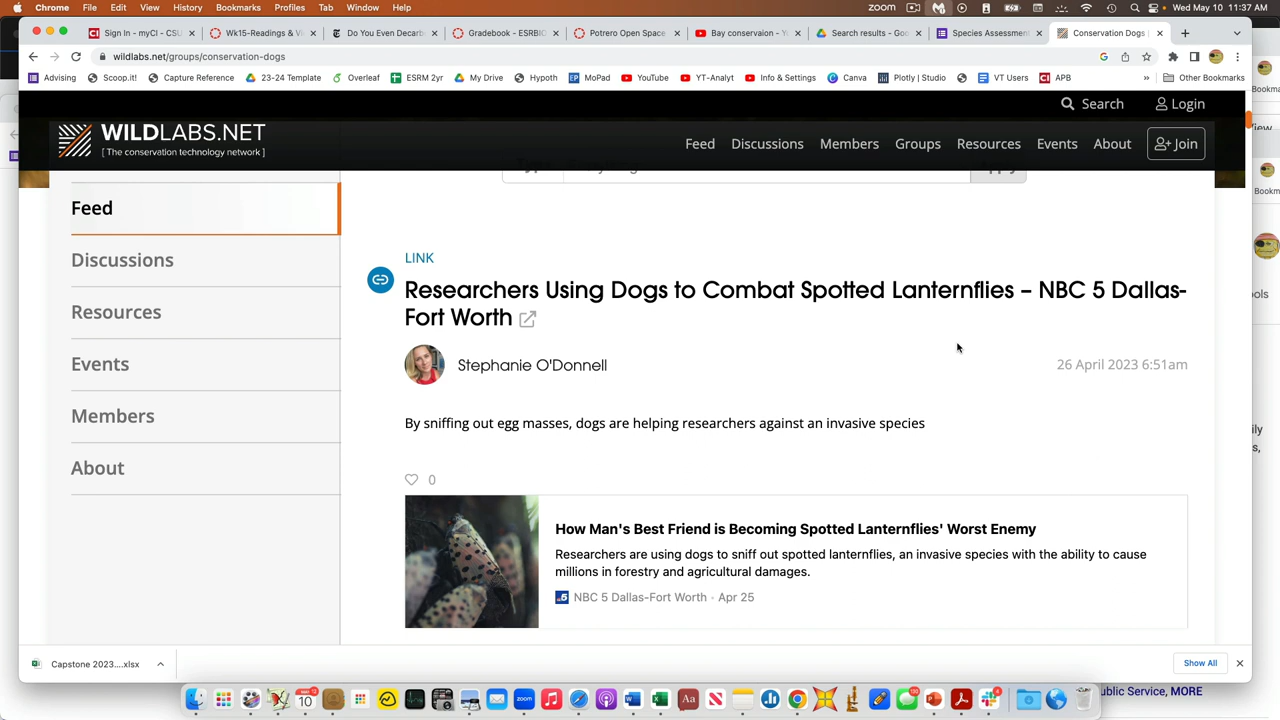 Chrome File Edit View History Bookmarks Profiles Tab Window Help zoom Wed May 10 11:37 AM
Sign In - myCI - CSU Wk15-Readings & Vi Do You Even Decarb Gradebook - ESRBIO Potrero Open Space Bay conservaion - Y Search results - Goo Species Assessment Conservation Dogs |
wildlabs.net/groups/conservation-dogs
Advising Scoop.it! Capture Reference 23-24 Template Overleaf ESRM 2yr My Drive Hypoth MoPad YouTube YT-Analyt Info & Settings Canva Plotly | Studio VT Users APB » Other Bookmarks
Search Login
WILDLABS.NET
[ The conservation technology network ]
Feed Discussions Members Groups Resources Events About Join
Feed
Discussions
Resources
Events
Members
About
LINK
Researchers Using Dogs to Combat Spotted Lanternflies – NBC 5 Dallas-
Fort Worth
Stephanie O'Donnell
26 April 2023 6:51am
By sniffing out egg masses, dogs are helping researchers against an invasive species
0
How Man's Best Friend is Becoming Spotted Lanternflies' Worst Enemy
Researchers are using dogs to sniff out spotted lanternflies, an invasive species with the ability to cause
millions in forestry and agricultural damages.
NBC 5 Dallas-Fort Worth · Apr 25
Capstone 2023....xlsx
Show All
ublic Service, MORE